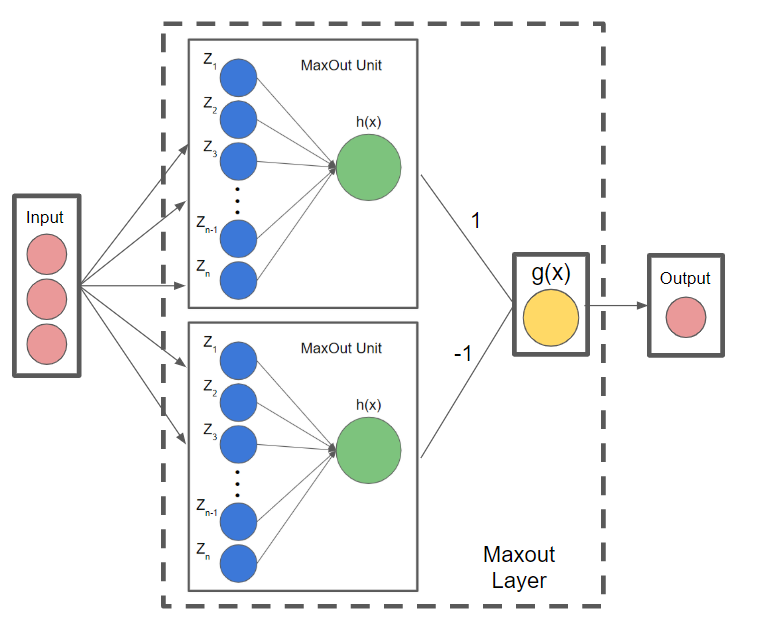 Input
MaxOut Unit
Z1
Z2
Z3
Zn-1
Zn
h(x)
MaxOut Unit
Z1
Z2
Z3
Zn-1
Zn
h(x)
1
-1
g(x)
Output
Maxout
Layer